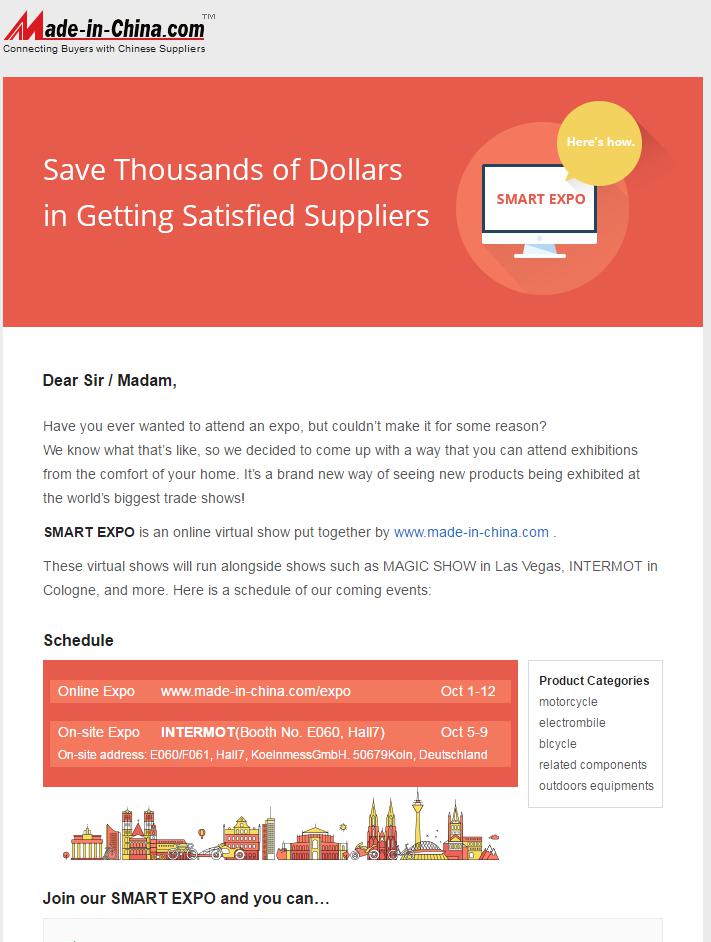 Made-in-China.com™
Connecting Buyers with Chinese Suppliers
Save Thousands of Dollars
in Getting Satisfied Suppliers
Here's how.
SMART EXPO
Dear Sir / Madam,
Have you ever wanted to attend an expo, but couldn't make it for some reason?
We know what that's like, so we decided to come up with a way that you can attend exhibitions
from the comfort of your home. It's a brand new way of seeing new products being exhibited at
the world's biggest trade shows!
SMART EXPO is an online virtual show put together by www.made-in-china.com .
These virtual shows will run alongside shows such as MAGIC SHOW in Las Vegas, INTERMOT in
Cologne, and more. Here is a schedule of our coming events:
Schedule
Online Expo www.made-in-china.com/expo Oct 1-12
On-site Expo INTERMOT(Booth No. E060, Hall7) Oct 5-9
On-site address: E060/F061, Hall7, KoelnmessGmbH. 50679Koln, Deutschland
Product Categories
motorcycle
electrombile
blcycle
related components
outdoors equipments
Join our SMART EXPO and you can…